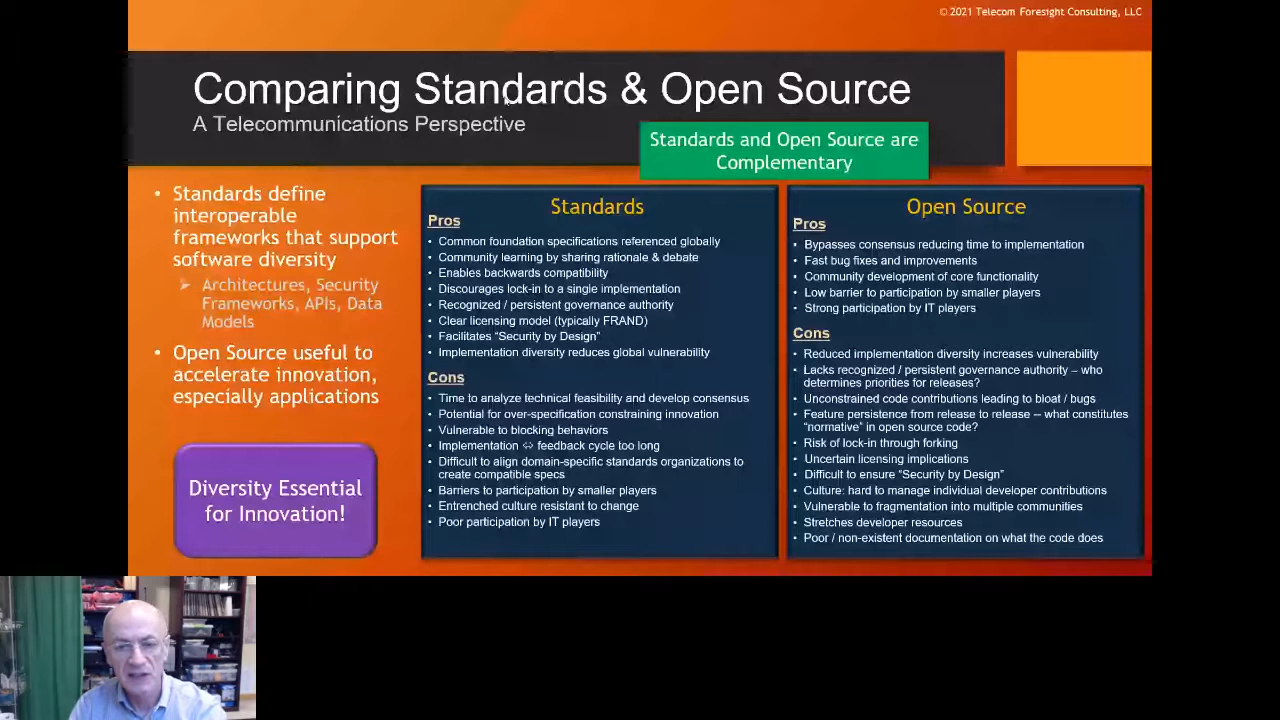 © 2021 Telecom Foresight Consulting, LLC
Comparing Standards & Open Source
A Telecommunications Perspective
Standards and Open Source are
Complementary
• Standards define
interoperable
frameworks that support
software diversity
➢ Architectures, Security
Frameworks, APIs, Data
Models
• Open Source useful to
accelerate innovation,
especially applications
Diversity Essential
for Innovation!
Standards
Pros
• Common foundation specifications referenced globally
• Community learning by sharing rationale & debate
• Enables backwards compatibility
• Discourages lock-in to a single implementation
• Recognized / persistent governance authority
• Clear licensing model (typically FRAND)
• Facilitates “Security by Design”
• Implementation diversity reduces global vulnerability
Cons
• Time to analyze technical feasibility and develop consensus
• Potential for over-specification constraining innovation
• Vulnerable to blocking behaviors
• Implementation ⇔ feedback cycle too long
• Difficult to align domain-specific standards organizations to
create compatible specs
• Barriers to participation by smaller players
• Entrenched culture resistant to change
• Poor participation by IT players
Open Source
Pros
• Bypasses consensus reducing time to implementation
• Fast bug fixes and improvements
• Community development of core functionality
• Low barrier to participation by smaller players
• Strong participation by IT players
Cons
• Reduced implementation diversity increases vulnerability
• Lacks recognized / persistent governance authority – who
determines priorities for releases?
• Unconstrained code contributions leading to bloat / bugs
• Feature persistence from release to release -- what constitutes
“normative” in open source code?
• Risk of lock-in through forking
• Uncertain licensing implications
• Difficult to ensure “Security by Design”
• Culture: hard to manage individual developer contributions
• Vulnerable to fragmentation into multiple communities
• Stretches developer resources
• Poor / non-existent documentation on what the code does